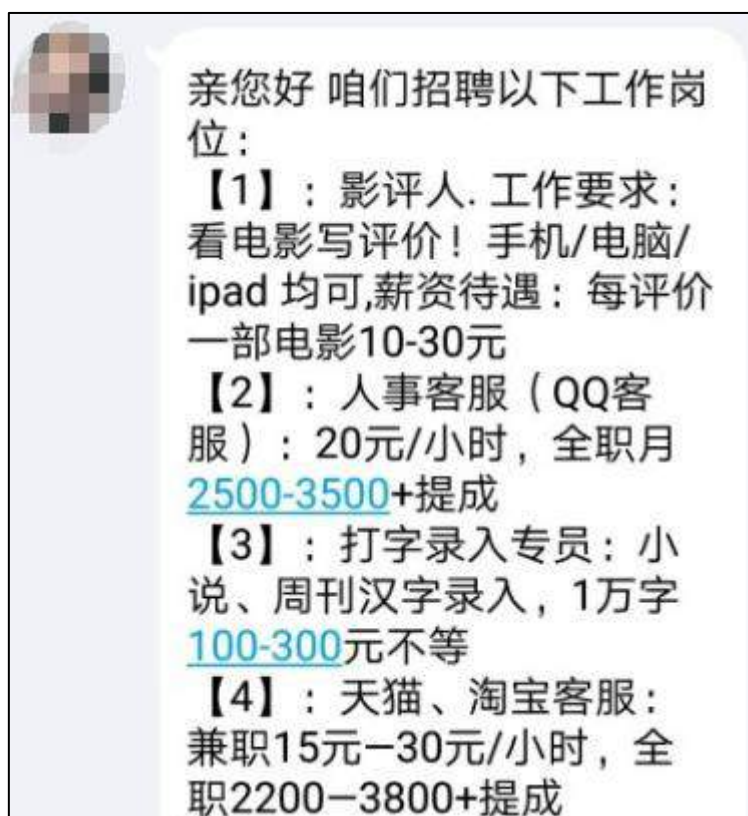 亲您好 咱们招聘以下工作岗
位：
【1】：影评人. 工作要求：
看电影写评价！手机/电脑/
ipad 均可,薪资待遇：每评价
一部电影10-30元
【2】：人事客服（QQ客
服）：20元/小时，全职月
2500-3500+提成
【3】：打字录入专员：小
说、周刊汉字录入，1万字
100-300元不等
【4】：天猫、淘宝客服：
兼职15元—30元/小时，全
职2200—3800+提成